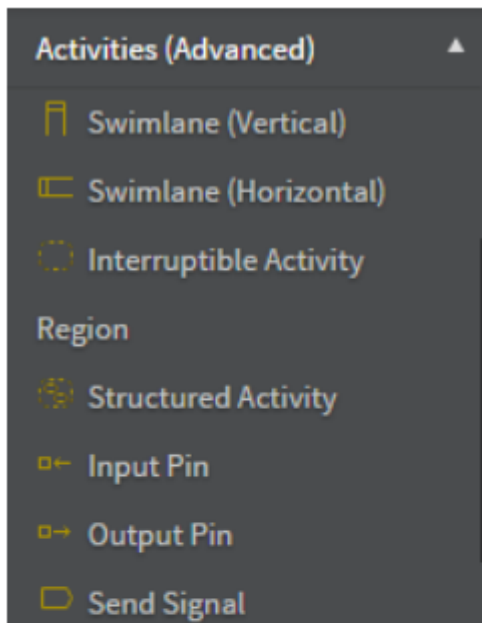 Activities (Advanced)
Swimlane (Vertical)
Swimlane (Horizontal)
Interruptible Activity
Region
Structured Activity
Input Pin
Output Pin
Send Signal